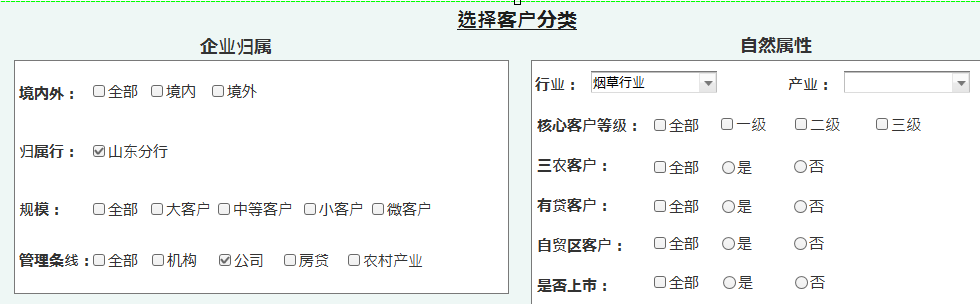 选择客户分类
企业归属
境内外： 全部 境内 境外
归属行： 山东分行
规模： 全部 大客户 中等客户 小客户 微客户
管理条线： 全部 机构 公司 房贷 农村产业
自然属性
行业： 烟草行业 产业：
核心客户等级： 全部 一级 二级 三级
三农客户： 全部 是 否
有贷客户： 全部 是 否
自贸区客户： 全部 是 否
是否上市： 全部 是 否